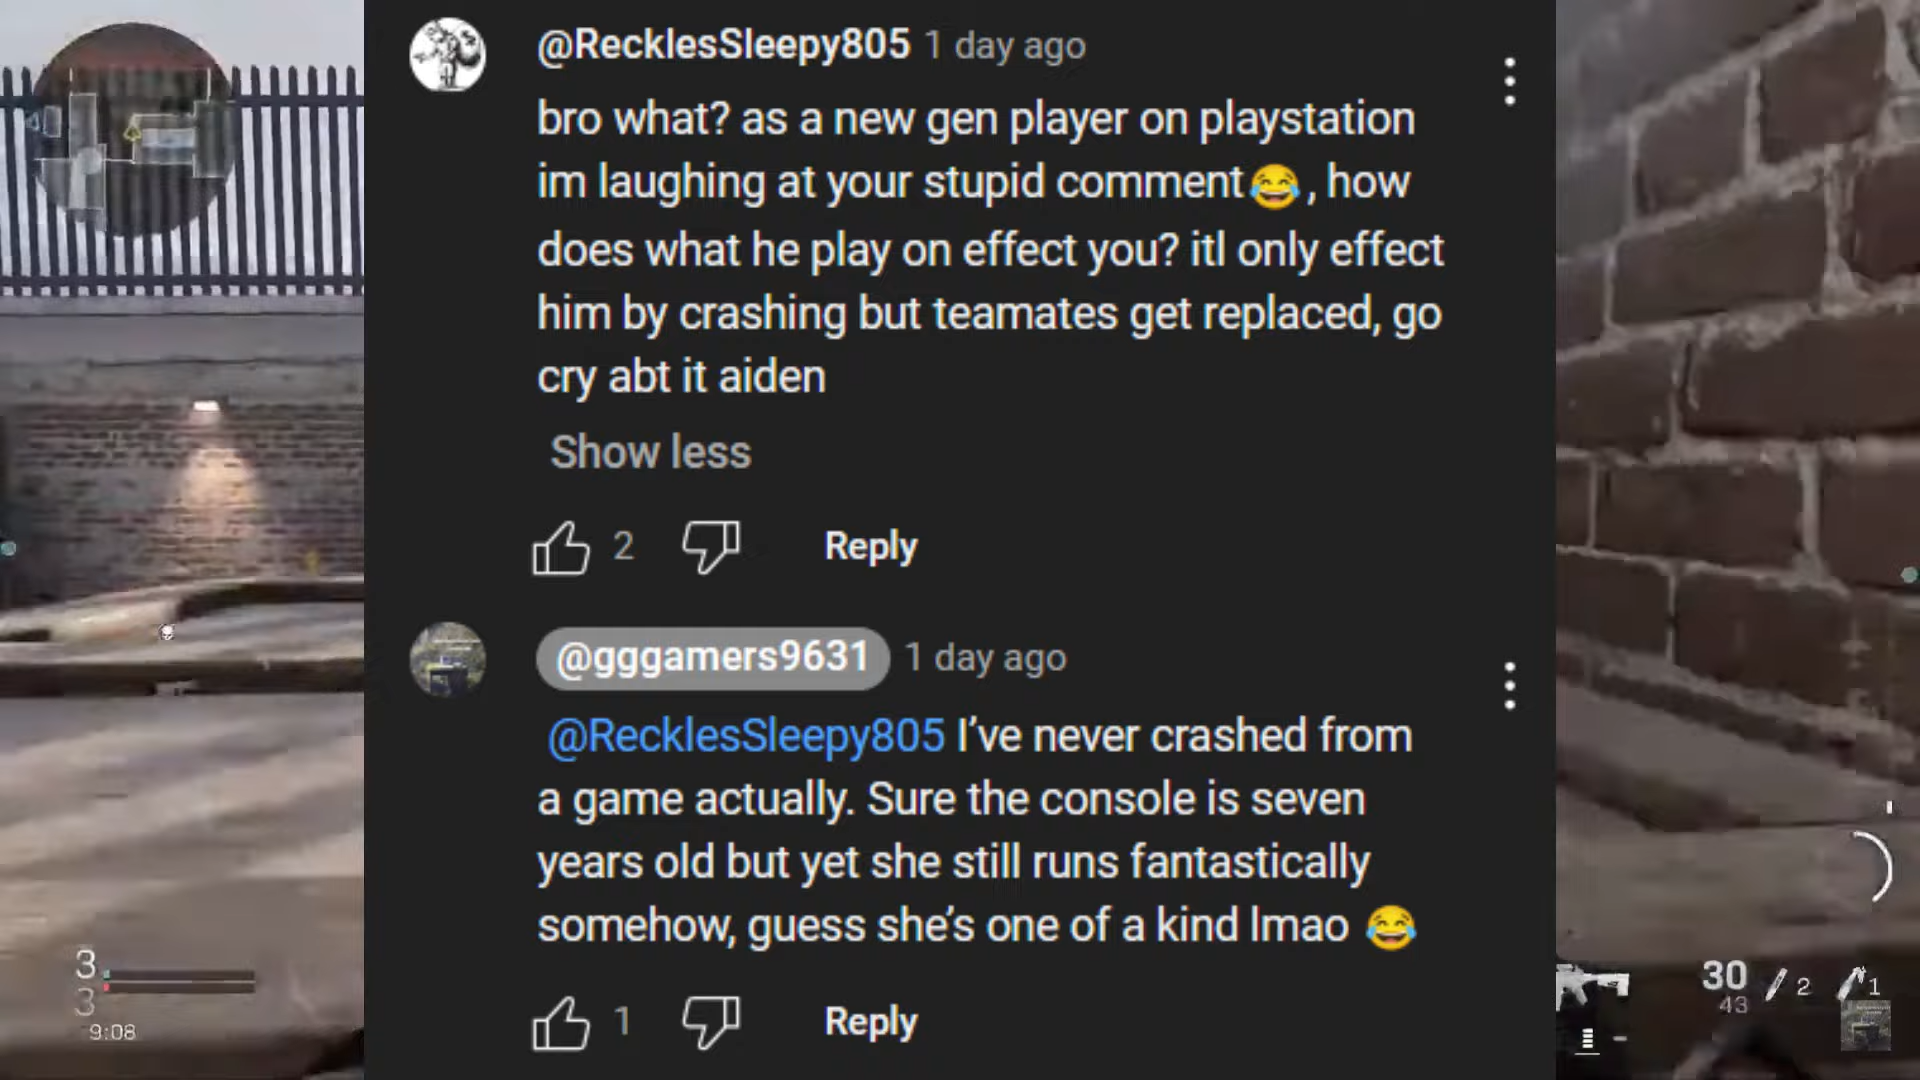 @RecklesSleepy805 1 day ago
bro what? as a new gen player on playstation
im laughing at your stupid comment😂, how
does what he play on effect you? itl only effect
him by crashing but teamates get replaced, go
cry abt it aiden
Show less
2 Reply
@gggamers9631 1 day ago
@RecklesSleepy805 I’ve never crashed from
a game actually. Sure the console is seven
years old but yet she still runs fantastically
somehow, guess she’s one of a kind lmao 😂
1 Reply
3
3
9:08
30
43
2
1